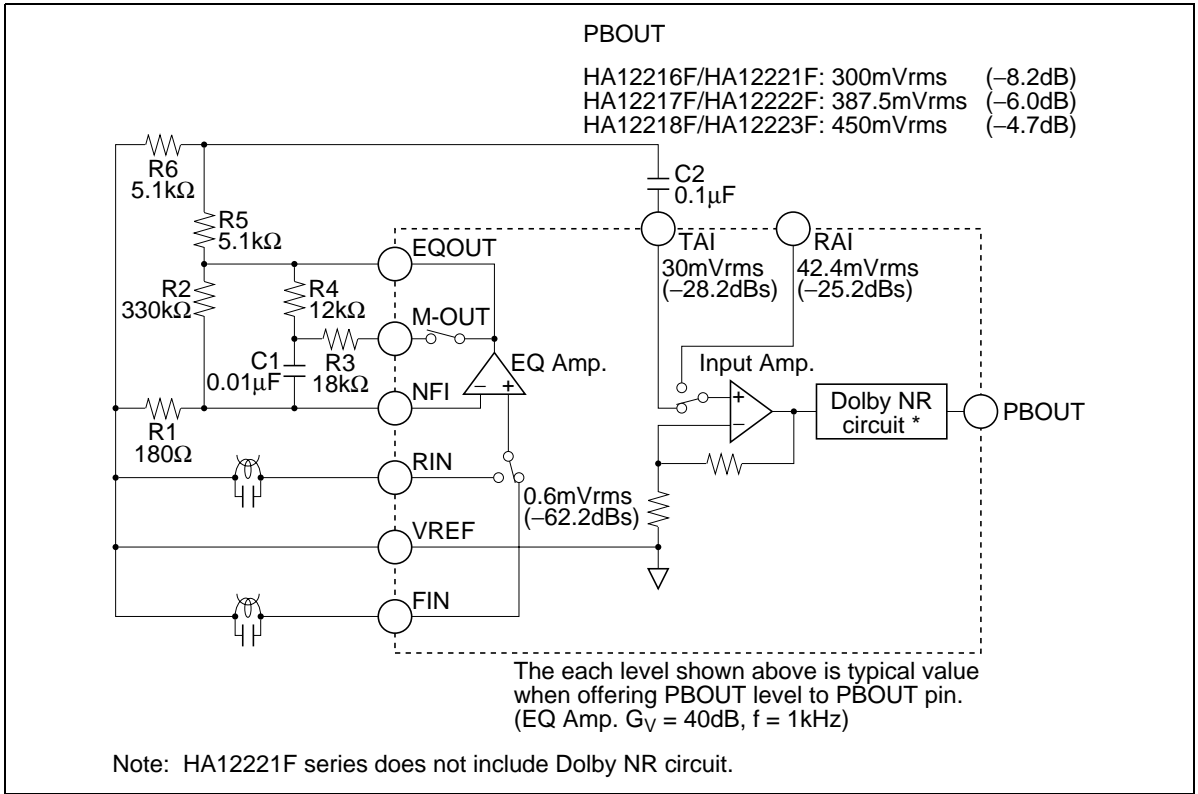 PBOUT
HA12216F/HA12221F: 300mVrms (−8.2dB)
HA12217F/HA12222F: 387.5mVrms (−6.0dB)
HA12218F/HA12223F: 450mVrms (−4.7dB)
R6
5.1kΩ
C2
0.1μF
R5
5.1kΩ
EQOUT
TAI
30mVrms
(−28.2dBs)
RAI
42.4mVrms
(−25.2dBs)
R2
330kΩ
R4
12kΩ
M-OUT
C1
0.01μF
R3
18kΩ
EQ Amp.
− +
Input Amp.
+
−
NFI
Dolby NR
circuit *
PBOUT
R1
180Ω
RIN
0.6mVrms
(−62.2dBs)
VREF
FIN
The each level shown above is typical value
when offering PBOUT level to PBOUT pin.
(EQ Amp. GV = 40dB, f = 1kHz)
Note: HA12221F series does not include Dolby NR circuit.